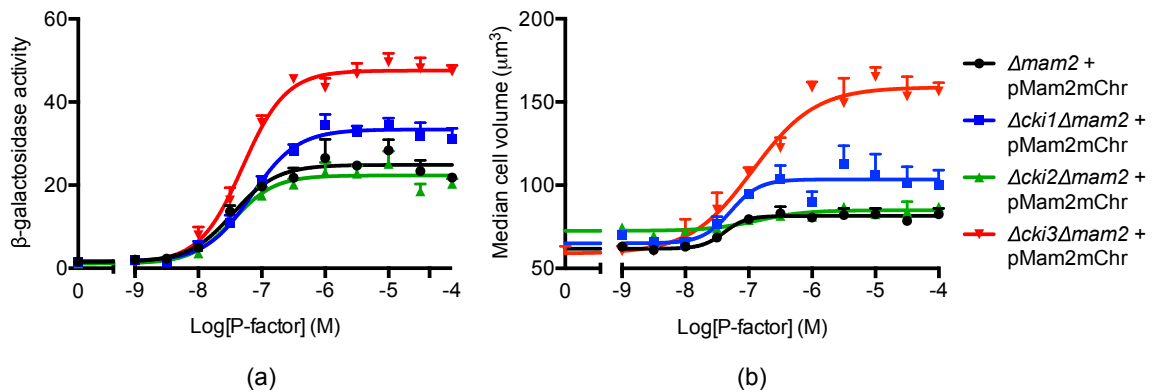 β-galactosidase activity
60
40
20
0
0
-9
-8
-7
-6
-5
-4
Log[P-factor] (M)
(a)
Median cell volume (μm³)
200
150
100
50
0
-9
-8
-7
-6
-5
-4
Log[P-factor] (M)
(b)
Δmam2 +
pMam2mChr
Δcki1Δmam2 +
pMam2mChr
Δcki2Δmam2 +
pMam2mChr
Δcki3Δmam2 +
pMam2mChr